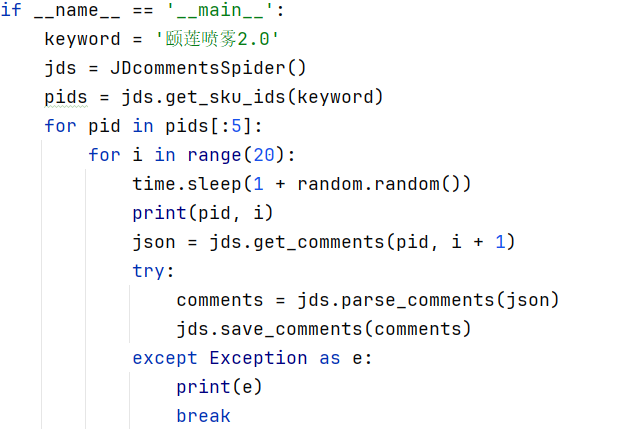 if __name__ == '__main__':
    keyword = '颐莲喷雾2.0'
    jds = JDcommentsSpider()
    pids = jds.get_sku_ids(keyword)
    for pid in pids[:5]:
        for i in range(20):
            time.sleep(1 + random.random())
            print(pid, i)
            json = jds.get_comments(pid, i + 1)
            try:
                comments = jds.parse_comments(json)
                jds.save_comments(comments)
            except Exception as e:
                print(e)
                break